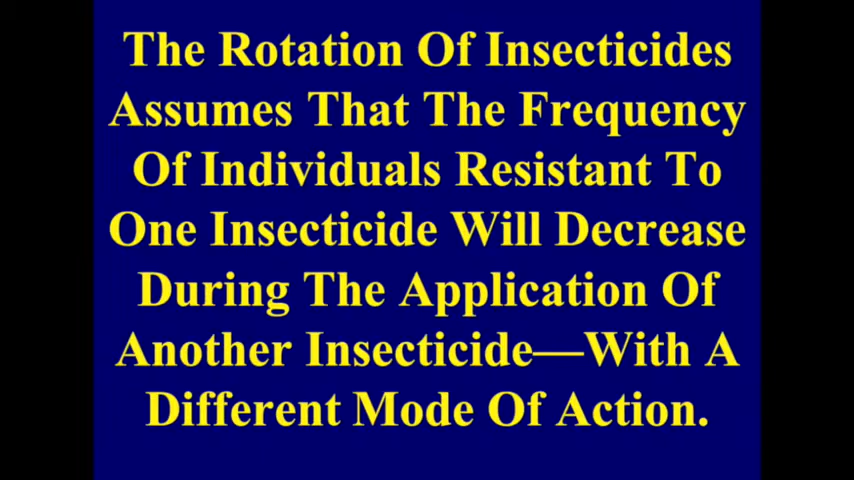 The Rotation Of Insecticides
Assumes That The Frequency
Of Individuals Resistant To
One Insecticide Will Decrease
During The Application Of
Another Insecticide—With A
Different Mode Of Action.